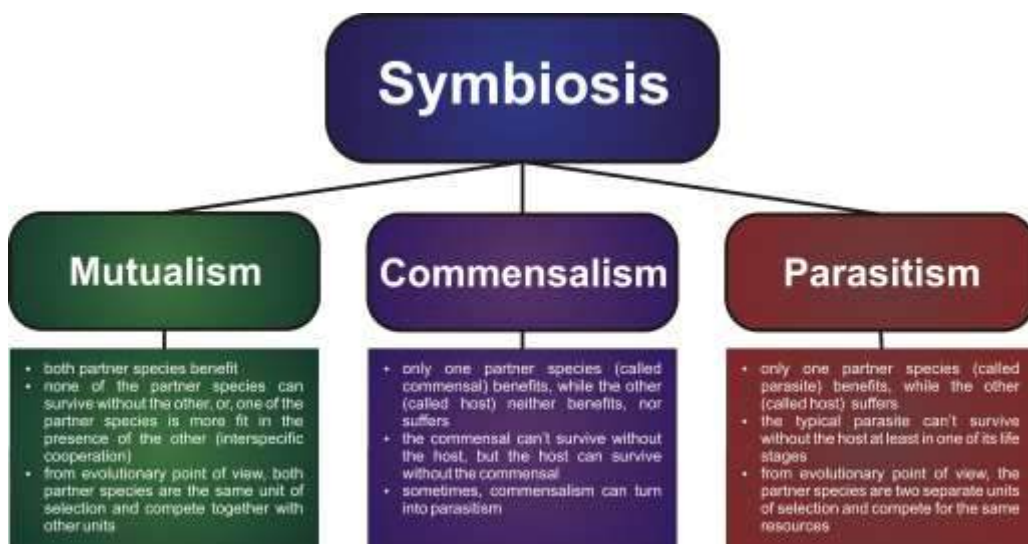 Symbiosis
Mutualism
Commensalism
Parasitism
• both partner species benefit
• none of the partner species can
survive without the other, or, one of the
partner species is more fit in the
presence of the other (interspecific
cooperation)
• from evolutionary point of view, both
partner species are the same unit of
selection and compete together with
other units
• only one partner species (called
commensal) benefits, while the other
(called host) neither benefits, nor
suffers
• the commensal can't survive without
the host, but the host can survive
without the commensal
• sometimes, commensalism can turn
into parasitism
• only one partner species (called
parasite) benefits, while the other
(called host) suffers
• the typical parasite can't survive
without the host at least in one of its life
stages
• from evolutionary point of view, the
partner species are two separate units
of selection and compete for the same
resources